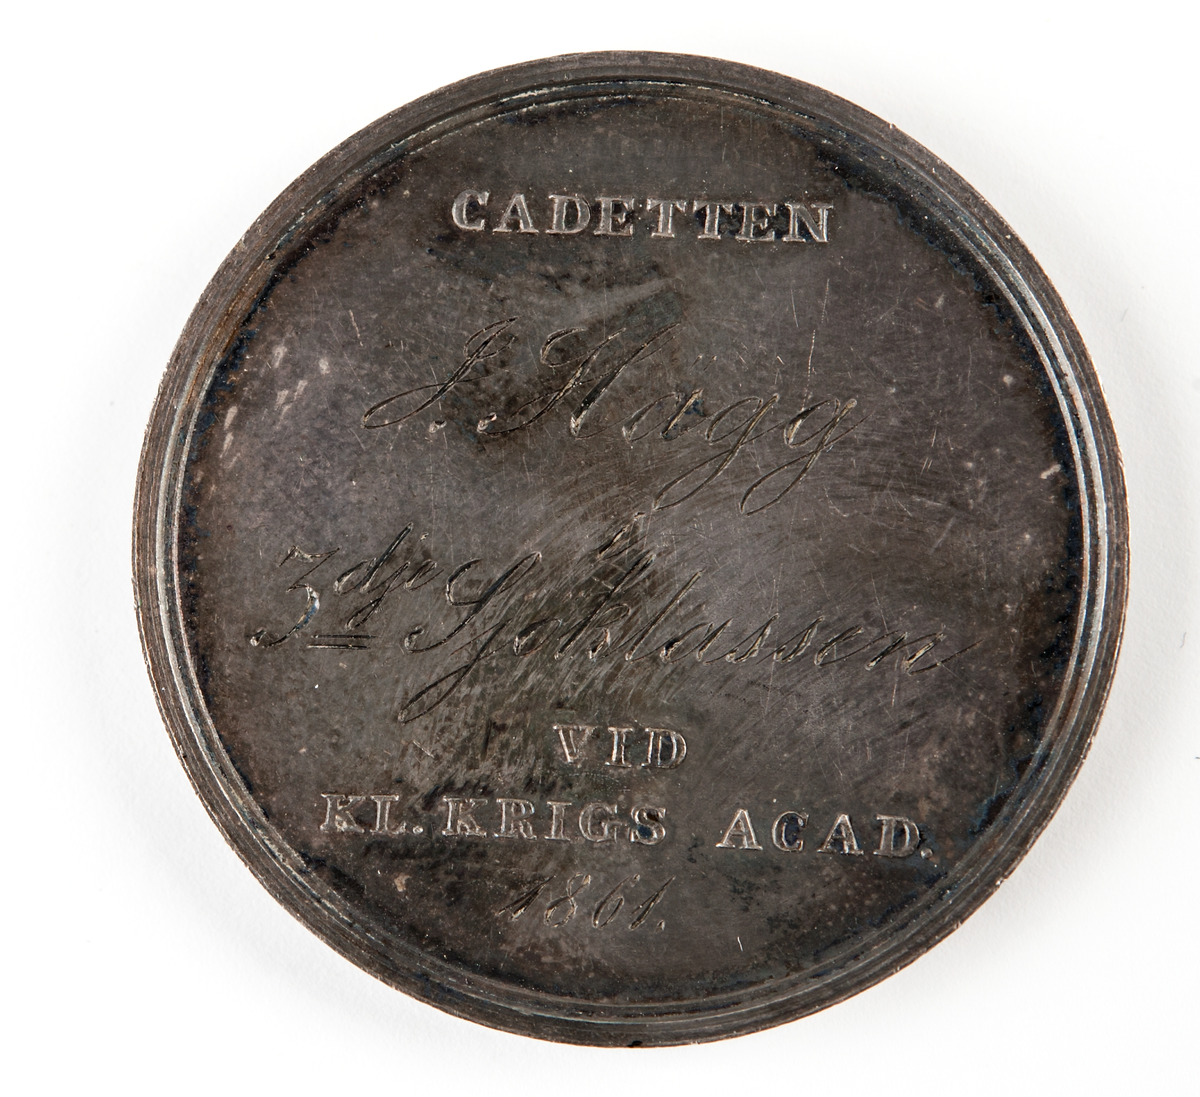 CADETTEN
J. Hägg
3dje Sjöklassen
VID
KL. KRIGS ACAD.
1861.